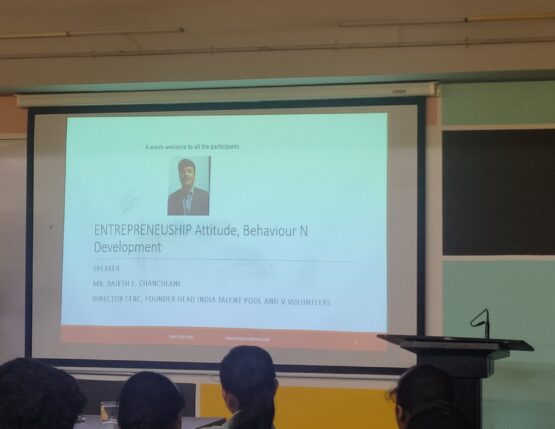 A warm welcome to all the participants
ENTREPRENEUSHIP Attitude, Behaviour N
Development
SPEAKER
MR. RAJESH L. CHANCHLANI
DIRECTOR CFBC, FOUNDER HEAD INDIA TALENT POOL AND V VOLUNTEERS